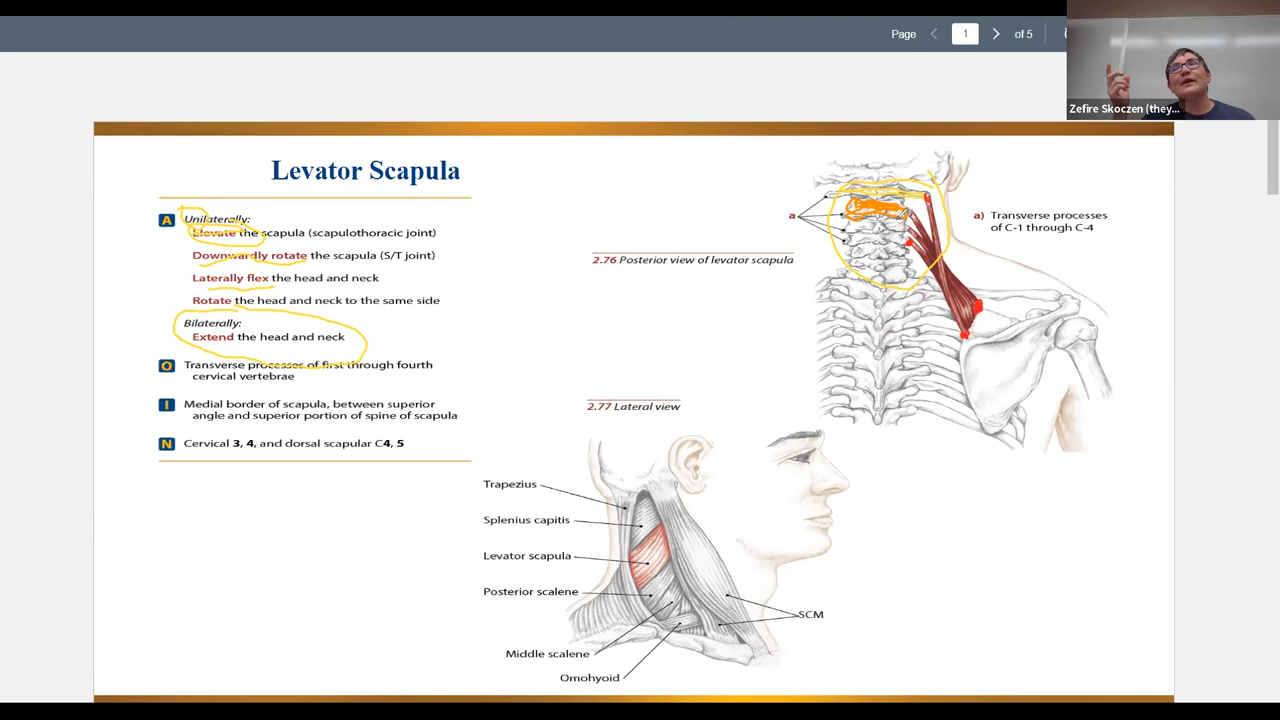 Page
1
of 5
Zefire Skoczen (they...
Levator Scapula
A
Unilaterally:
Elevate the scapula (scapulothoracic joint)
Downwardly rotate the scapula (S/T joint)
Laterally flex the head and neck
Rotate the head and neck to the same side
Bilaterally:
Extend the head and neck
O
Transverse processes of first through fourth
cervical vertebrae
I
Medial border of scapula, between superior
angle and superior portion of spine of scapula
N
Cervical 3, 4, and dorsal scapular C4, 5
a
a) Transverse processes
of C-1 through C-4
2.76 Posterior view of levator scapula
2.77 Lateral view
Trapezius
Splenius capitis
Levator scapula
Posterior scalene
Middle scalene
Omohyoid
SCM